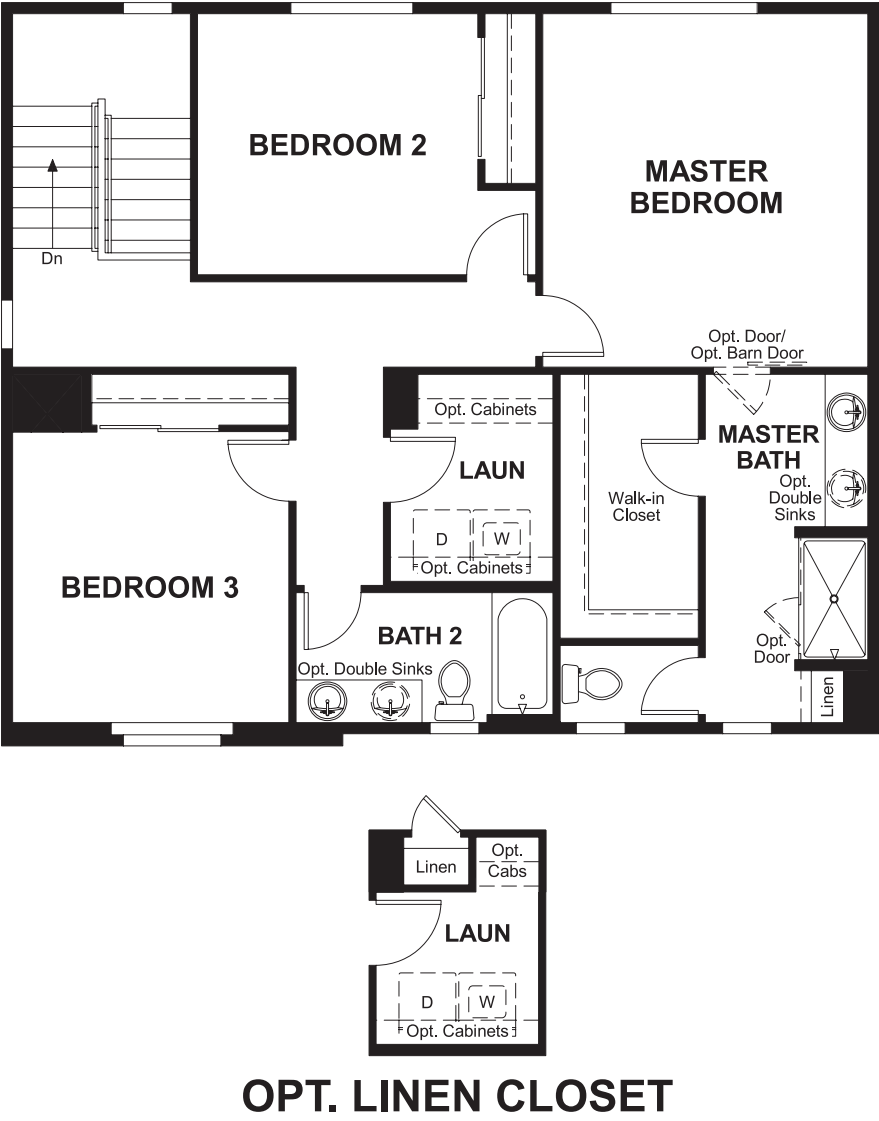 BEDROOM 2
MASTER
BEDROOM
Dn
Opt. Door/
Opt. Barn Door
Opt. Cabinets
MASTER
BATH
LAUN
Opt.
Double
Sinks
Walk-in
Closet
D
W
Opt. Cabinets
BEDROOM 3
BATH 2
Opt.
Door
Opt. Double Sinks
Linen
Opt.
Cabs
Linen
LAUN
D
W
Opt. Cabinets
OPT. LINEN CLOSET